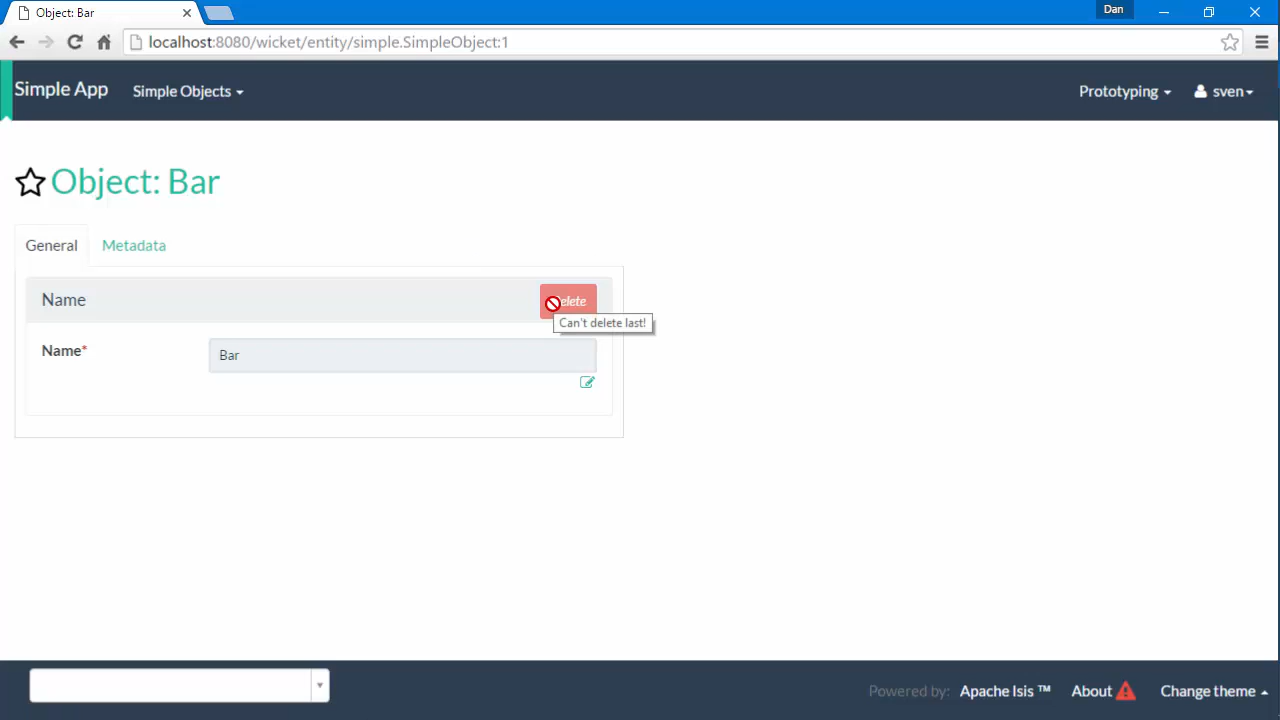 Object: Bar
Dan
localhost:8080/wicket/entity/simple.SimpleObject:1
Simple App
Simple Objects
Prototyping
sven
Object: Bar
General
Metadata
Name
Can't delete last!
Name*
Bar
Powered by: Apache Isis ™
About
Change theme